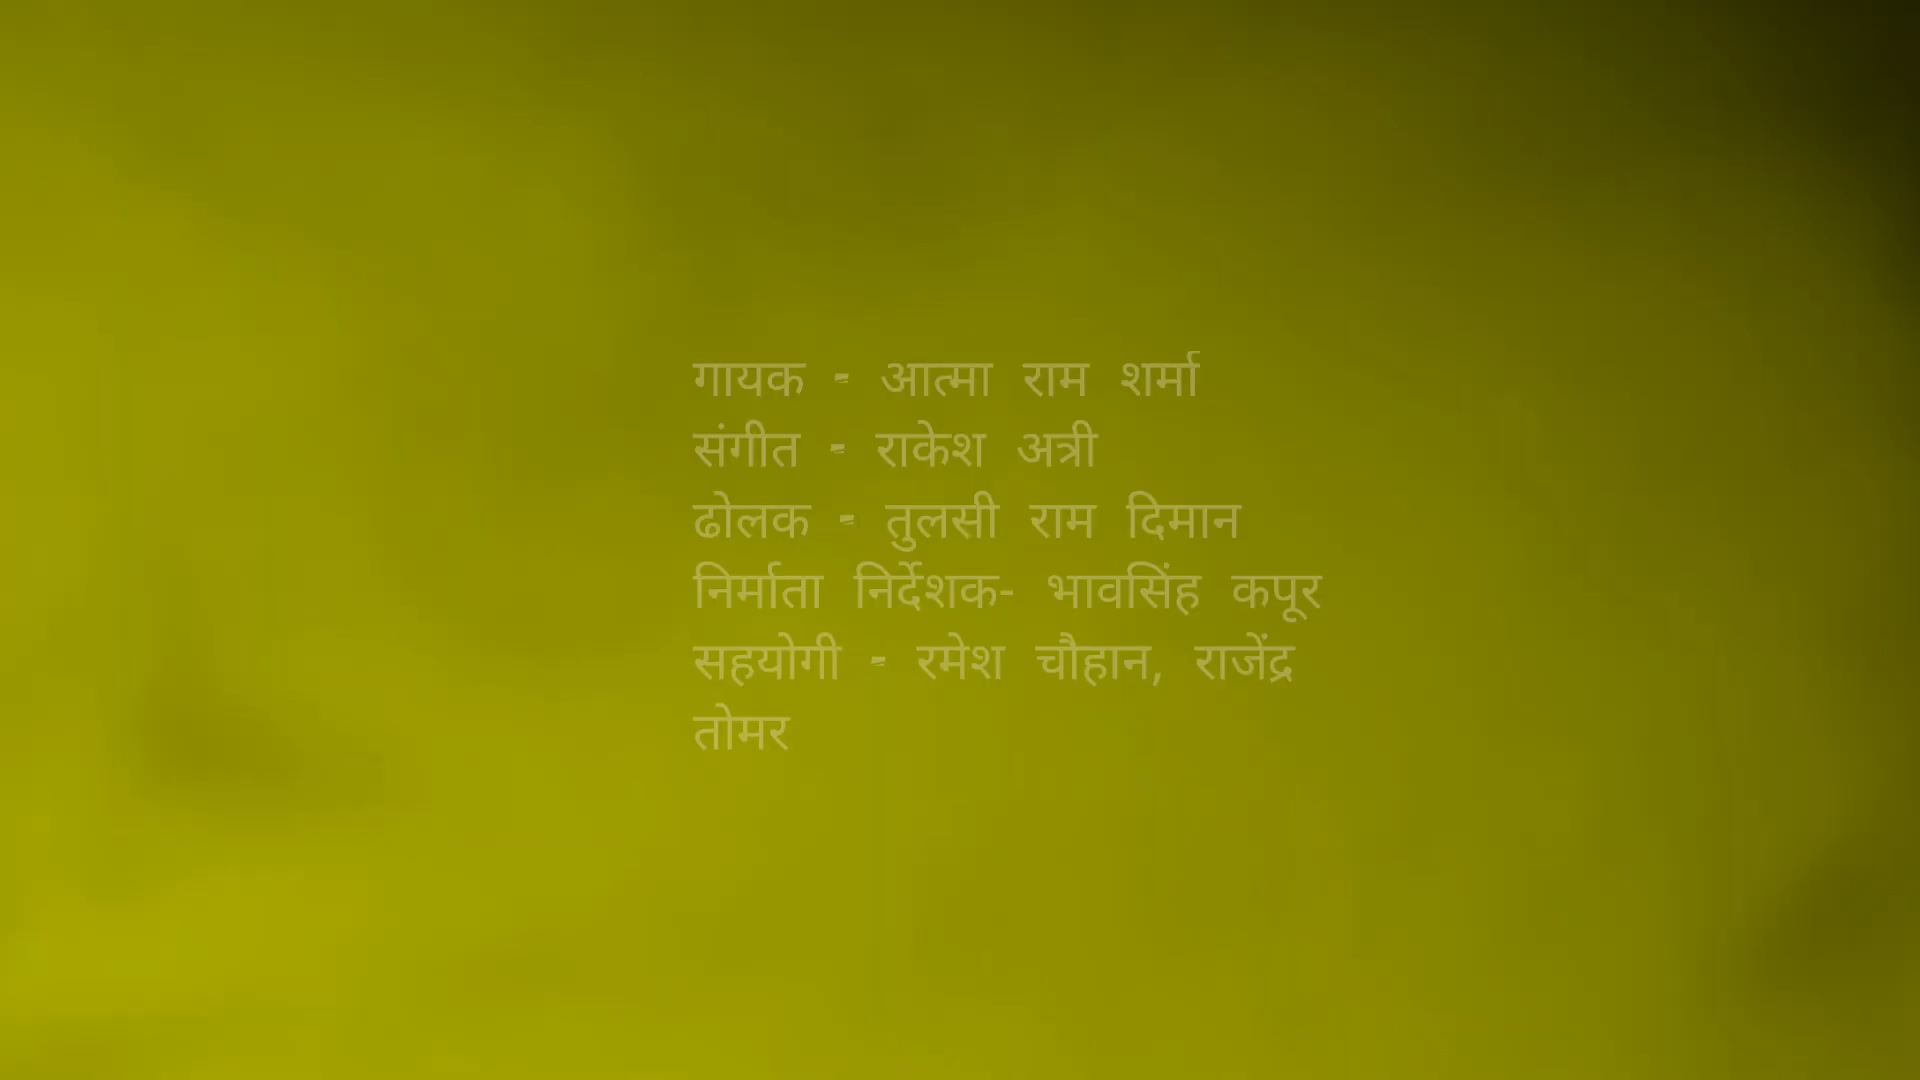 गायक - आत्मा राम शर्मा
संगीत - राकेश अत्री
ढोलक - तुलसी राम दिमान
निर्माता निर्देशक- भावसिंह कपूर
सहयोगी - रमेश चौहान, राजेंद्र
तोमर